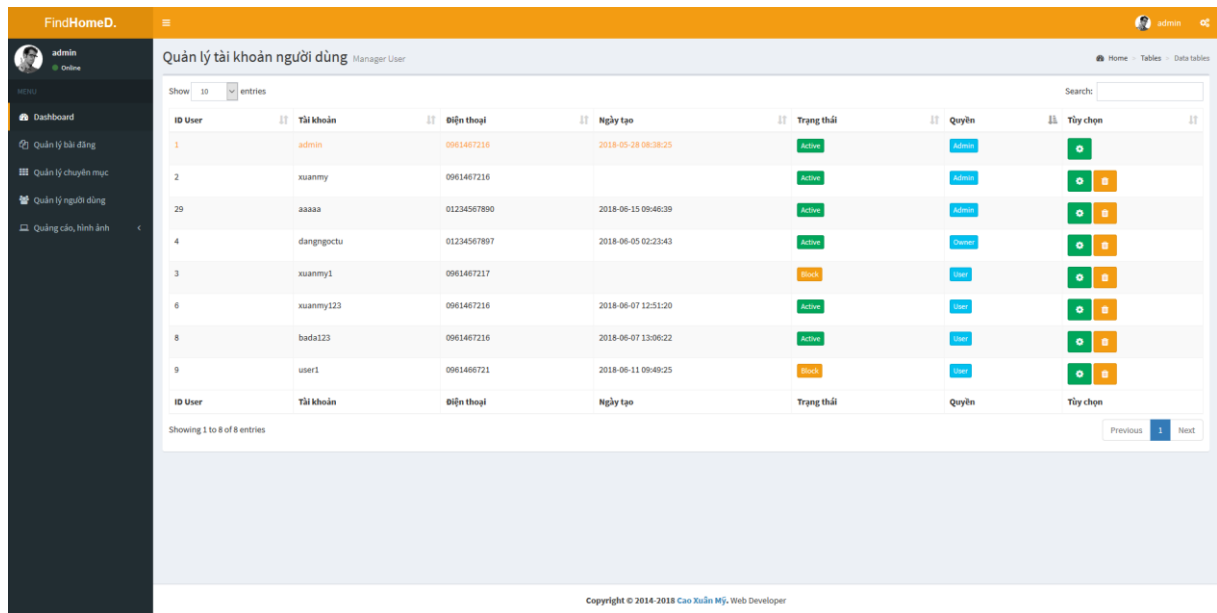 FindHomeD.
admin
admin
Online
Quản lý tài khoản người dùng Manager User
Home > Tables > Data tables
MENU
Show 10 entries
Search:
Dashboard
Quản lý bài đăng
Quản lý chuyên mục
Quản lý người dùng
Quảng cáo, hình ảnh
ID User Tài khoản Điện thoại Ngày tạo Trạng thái Quyền Tùy chọn
1 admin 0961467216 2018-05-28 08:38:25 Active Admin
2 xuanmy 0961467216 Active Admin
29 aaaaa 01234567890 2018-06-15 09:46:39 Active Admin
4 dangngoctu 01234567897 2018-06-05 02:23:43 Active Owner
3 xuanmy1 0961467217 Block User
6 xuanmy123 0961467216 2018-06-07 12:51:20 Active User
8 bada123 0961467216 2018-06-07 13:06:22 Active User
9 user1 0961466721 2018-06-11 09:49:25 Block User
ID User Tài khoản Điện thoại Ngày tạo Trạng thái Quyền Tùy chọn
Showing 1 to 8 of 8 entries
Previous 1 Next
Copyright © 2014-2018 Cao Xuân Mỹ. Web Developer